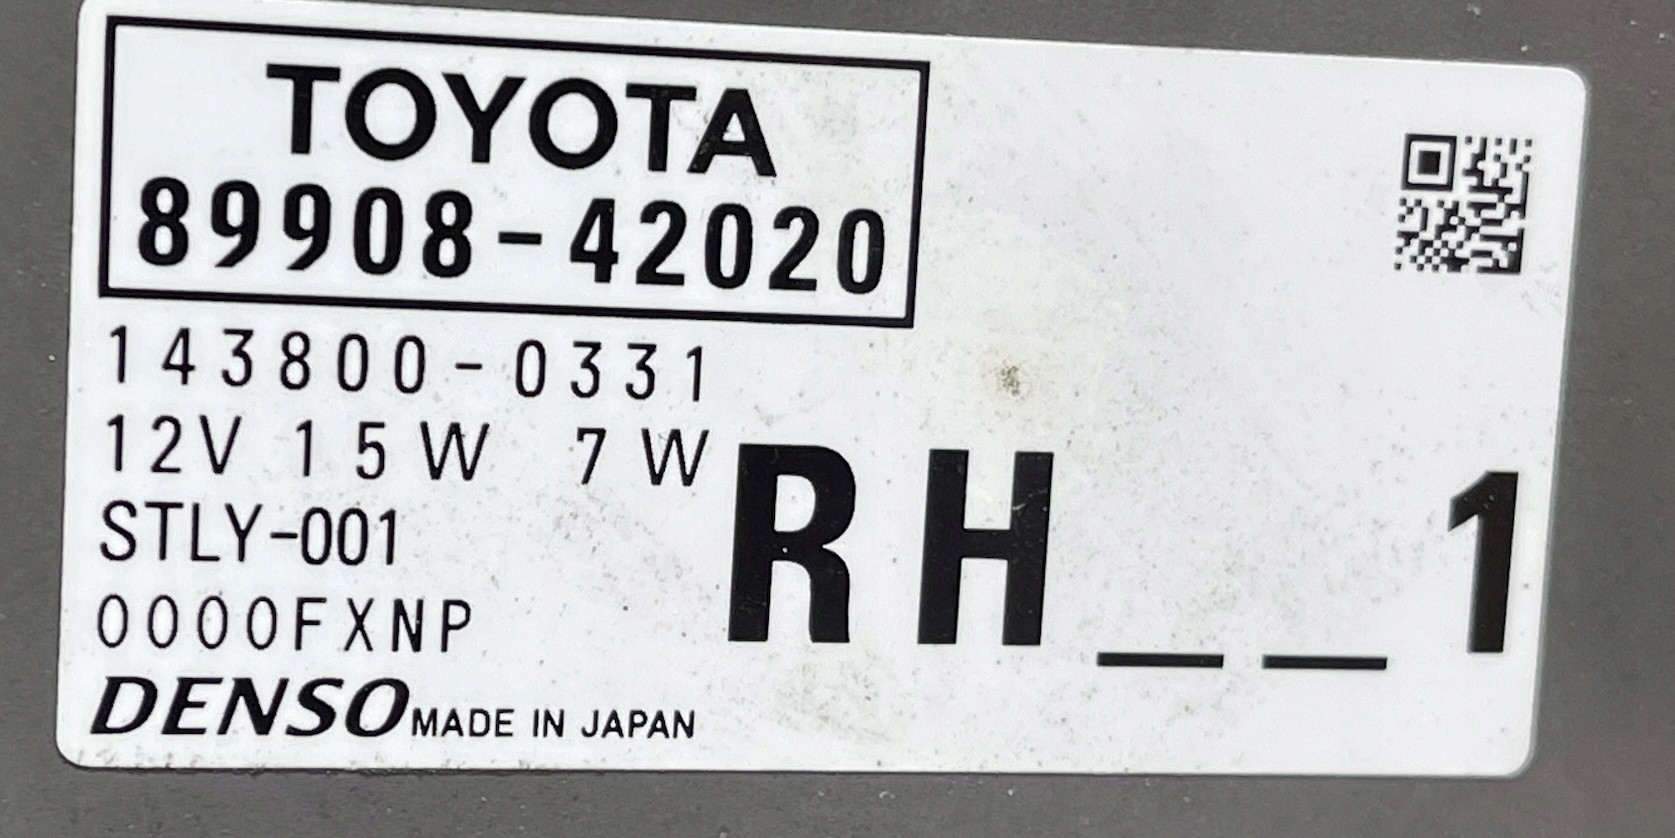 TOYOTA
89908-42020
143800-0331
12V 15W 7W
STLY-001
0000FXNP
RH__1
DENSO MADE IN JAPAN